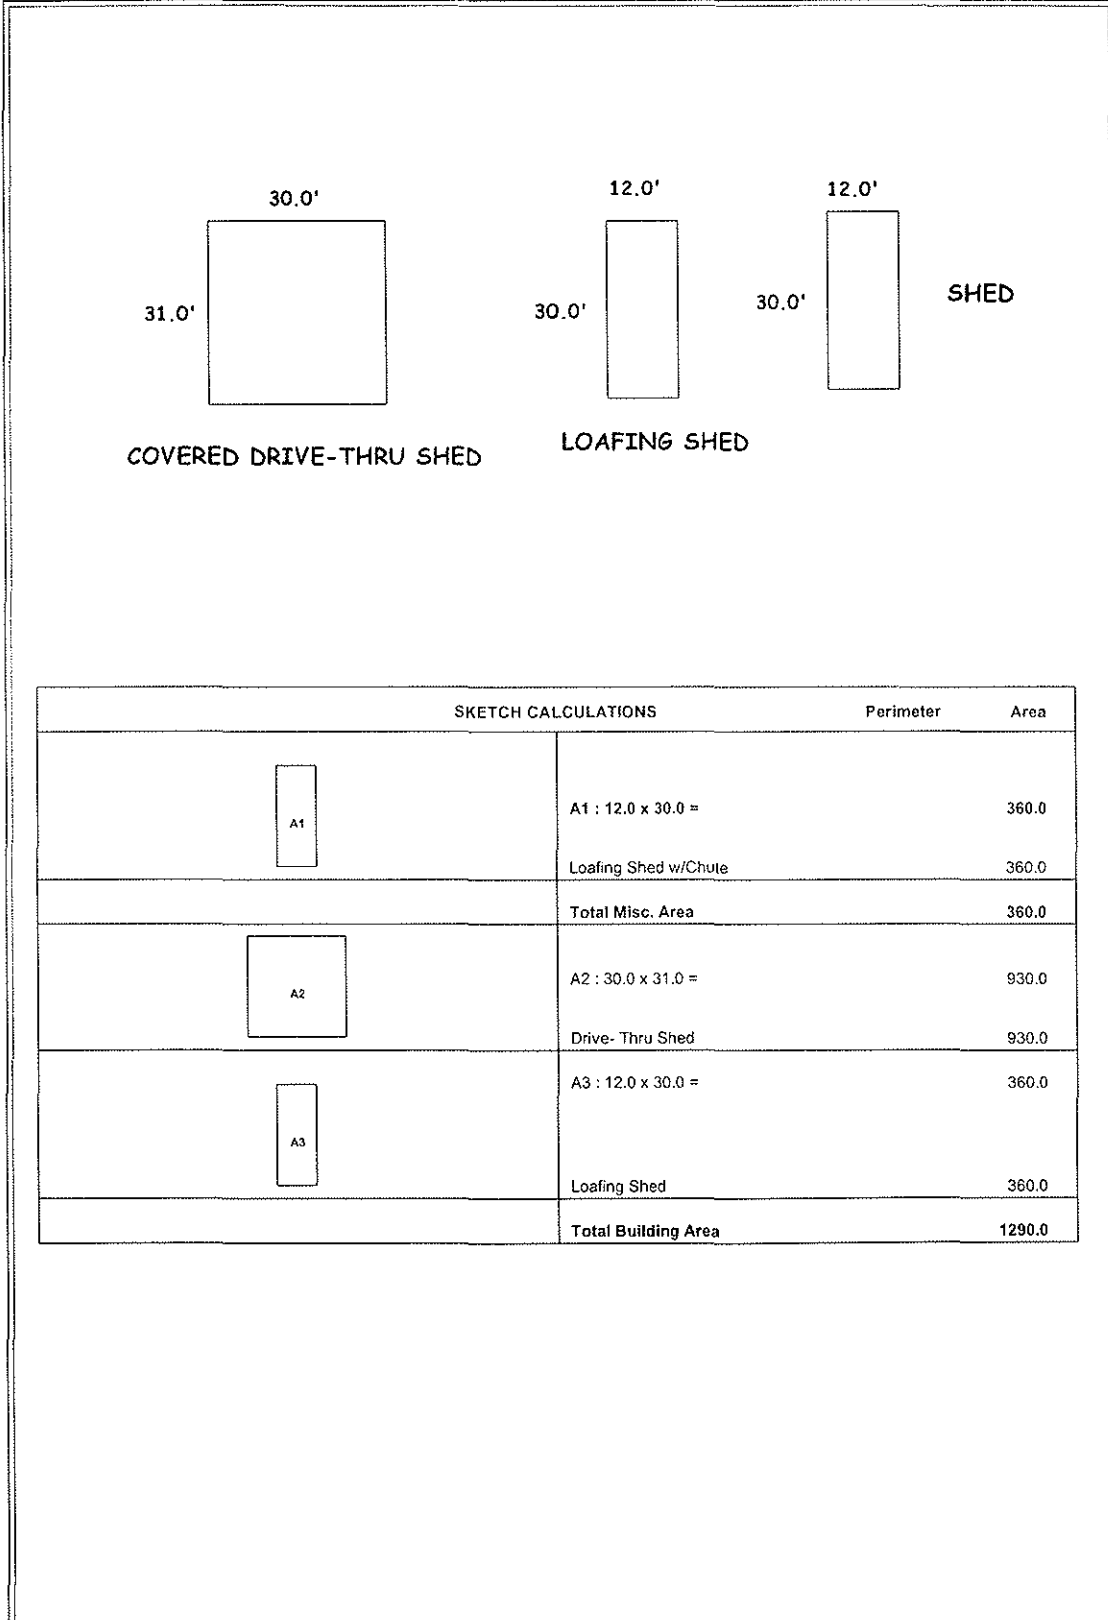 30.0'
12.0'
12.0'
31.0'
30.0'
30.0'
SHED
COVERED DRIVE-THRU SHED
LOAFING SHED
SKETCH CALCULATIONS Perimeter Area
A1
A1 : 12.0 x 30.0 = 360.0
Loafing Shed w/Chute 360.0
Total Misc. Area 360.0
A2
A2 : 30.0 x 31.0 = 930.0
Drive- Thru Shed 930.0
A3 : 12.0 x 30.0 = 360.0
A3
Loafing Shed 360.0
Total Building Area 1290.0